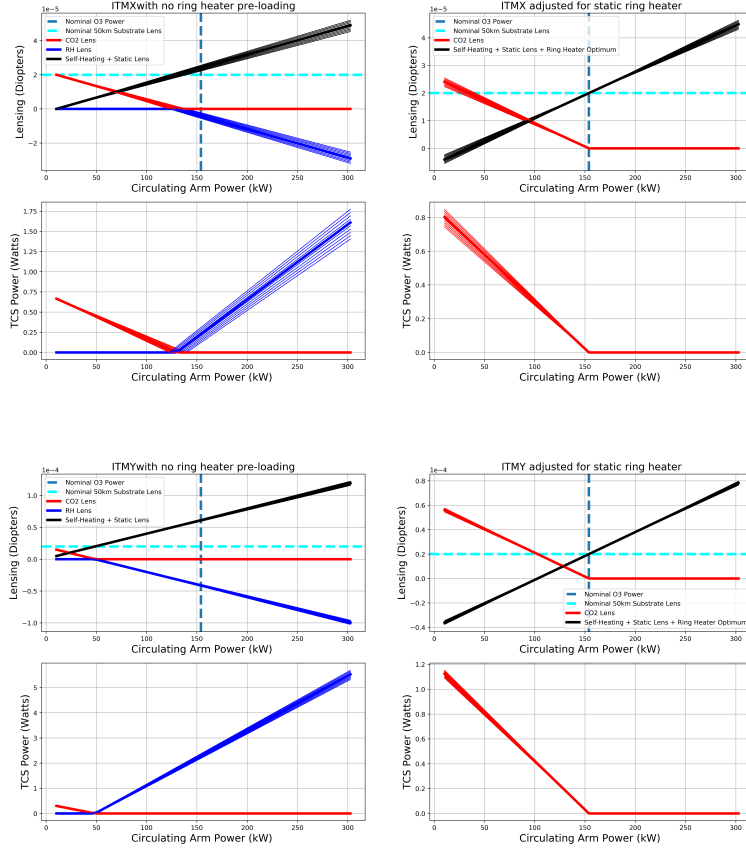 ITMXwith no ring heater pre-loading
1e−5
Nominal O3 Power
Nominal 50km Substrate Lens
CO2 Lens
RH Lens
Self-Heating + Static Lens
Lensing (Diopters)
4
2
0
−2
0 50 100 150 200 250 300
Circulating Arm Power (kW)
TCS Power (Watts)
1.75
1.50
1.25
1.00
0.75
0.50
0.25
0.00
0 50 100 150 200 250 300
Circulating Arm Power (kW)
ITMX adjusted for static ring heater
1e−5
Nominal O3 Power
Nominal 50km Substrate Lens
CO2 Lens
Self-Heating + Static Lens + Ring Heater Optimum
Lensing (Diopters)
4
2
0
0 50 100 150 200 250 300
Circulating Arm Power (kW)
TCS Power (Watts)
0.8
0.6
0.4
0.2
0.0
0 50 100 150 200 250 300
Circulating Arm Power (kW)
ITMYwith no ring heater pre-loading
1e−4
Nominal O3 Power
Nominal 50km Substrate Lens
CO2 Lens
RH Lens
Self-Heating + Static Lens
Lensing (Diopters)
1.0
0.5
0.0
−0.5
−1.0
0 50 100 150 200 250 300
Circulating Arm Power (kW)
TCS Power (Watts)
5
4
3
2
1
0
0 50 100 150 200 250 300
Circulating Arm Power (kW)
ITMY adjusted for static ring heater
1e−4
Lensing (Diopters)
0.8
0.6
0.4
0.2
0.0
−0.2
−0.4
Nominal O3 Power
Nominal 50km Substrate Lens
CO2 Lens
Self-Heating + Static Lens + Ring Heater Optimum
0 50 100 150 200 250 300
Circulating Arm Power (kW)
TCS Power (Watts)
1.2
1.0
0.8
0.6
0.4
0.2
0.0
0 50 100 150 200 250 300
Circulating Arm Power (kW)